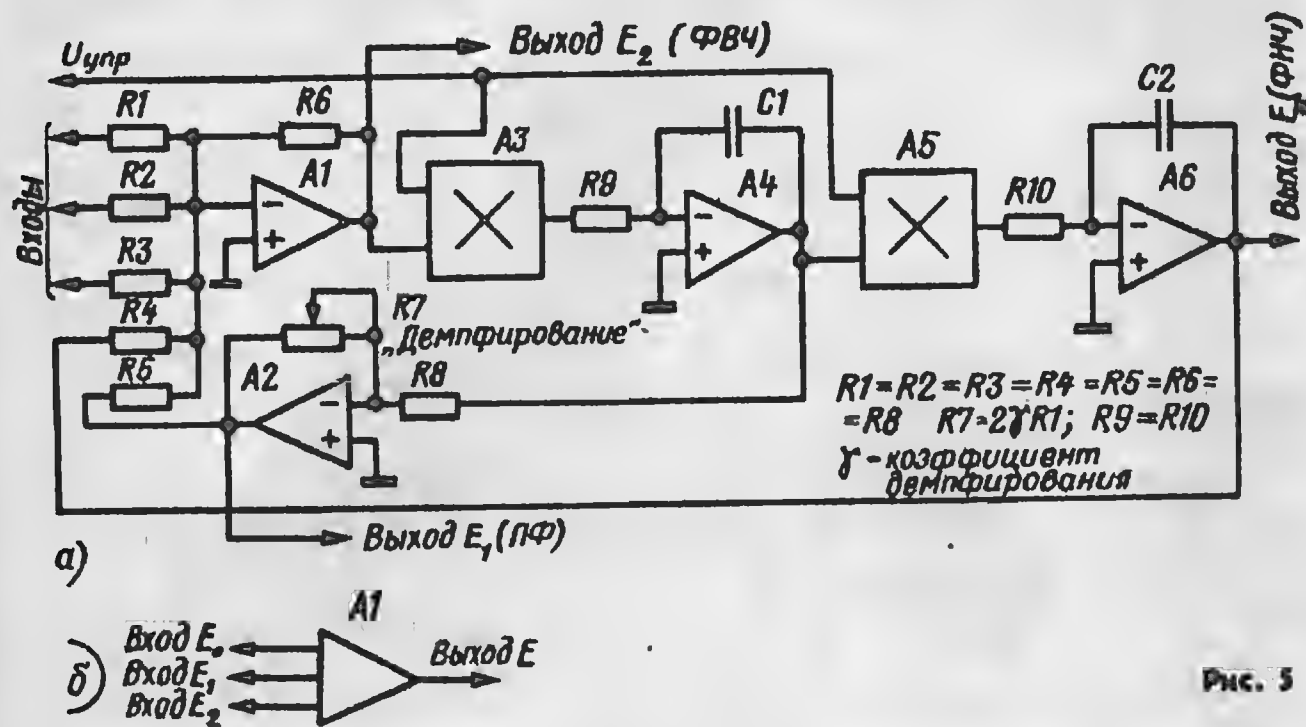 Выход E₂ (ФВЧ)
Uупр
R1
R6
R2
A1
A3
R9
C1
A4
A5
R10
C2
A6
Выход E (ФНЧ)
Входы
R3
R4
R5
A2
R7
„Демпфирование“
R8
R1=R2=R3=R4=R5=R6=
=R8 R7=2γR1; R9=R10
γ - коэффициент
демпфирования
Выход E₁ (ПФ)
а)
A1
б)
Вход E₀
Вход E₁
Вход E₂
Выход E
Рис. 5